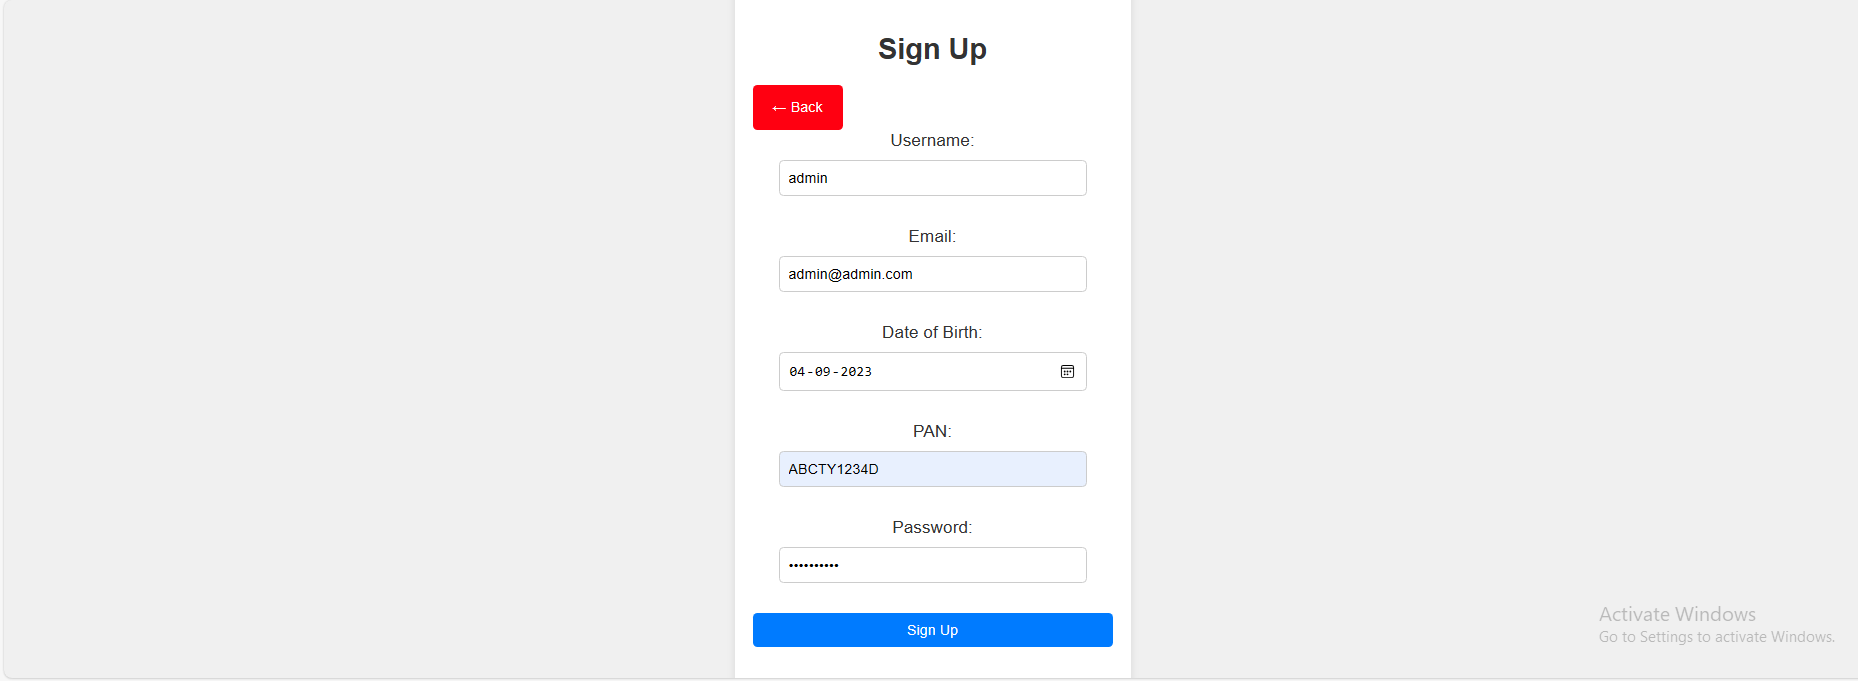 Sign Up
← Back
Username:
admin
Email:
admin@admin.com
Date of Birth:
04-09-2023
PAN:
ABCTY1234D
Password:
••••••••••
Sign Up
Activate Windows
Go to Settings to activate Windows.